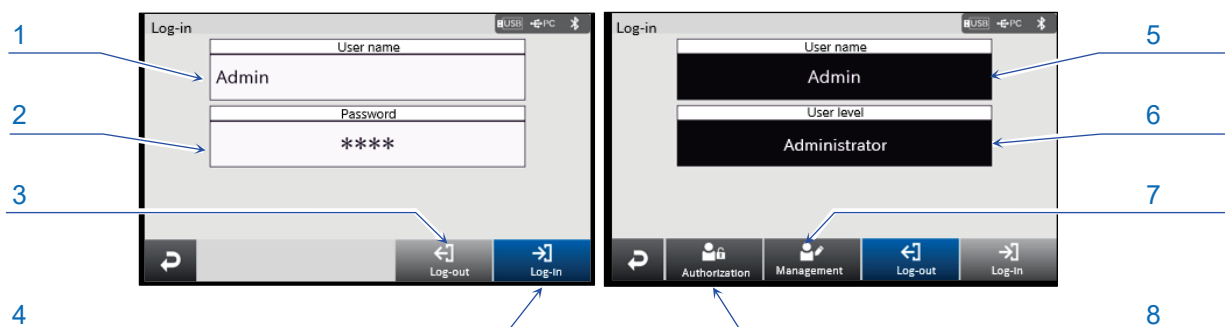 1
2
3
4
Log-in
USB PC
User name
Admin
Password
****
Log-out
Log-In
Log-in
USB PC
User name
Admin
User level
Administrator
Authorization
Management
Log-out
Log-In
5
6
7
8